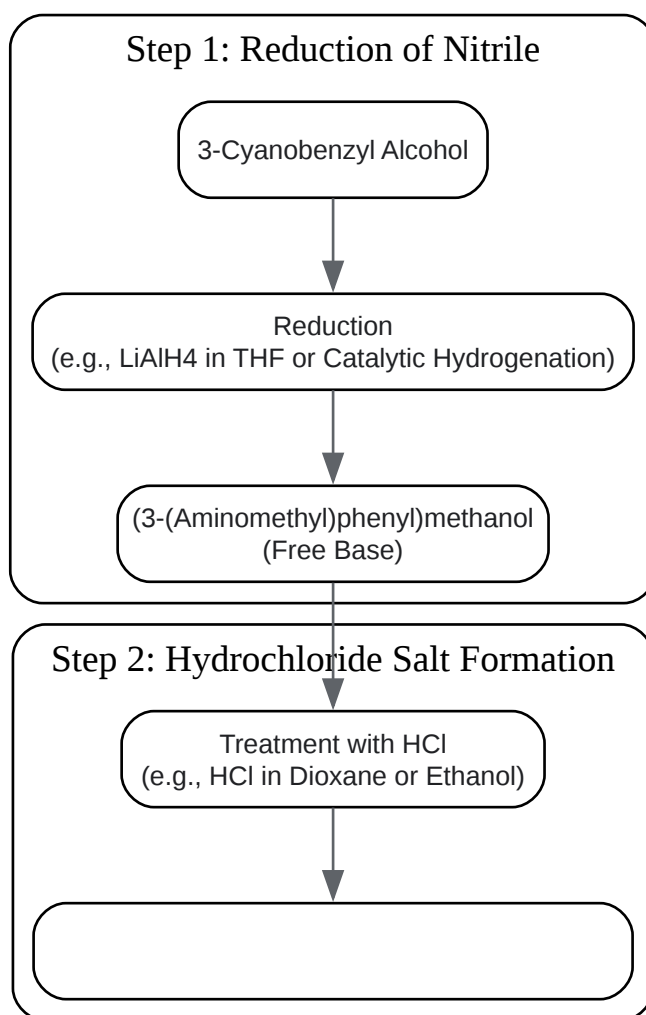 Step 1: Reduction of Nitrile
3-Cyanobenzyl Alcohol
Reduction
(e.g., LiAlH4 in THF or Catalytic Hydrogenation)
(3-(Aminomethyl)phenyl)methanol
(Free Base)
Step 2: Hydrochloride Salt Formation
Treatment with HCl
(e.g., HCl in Dioxane or Ethanol)